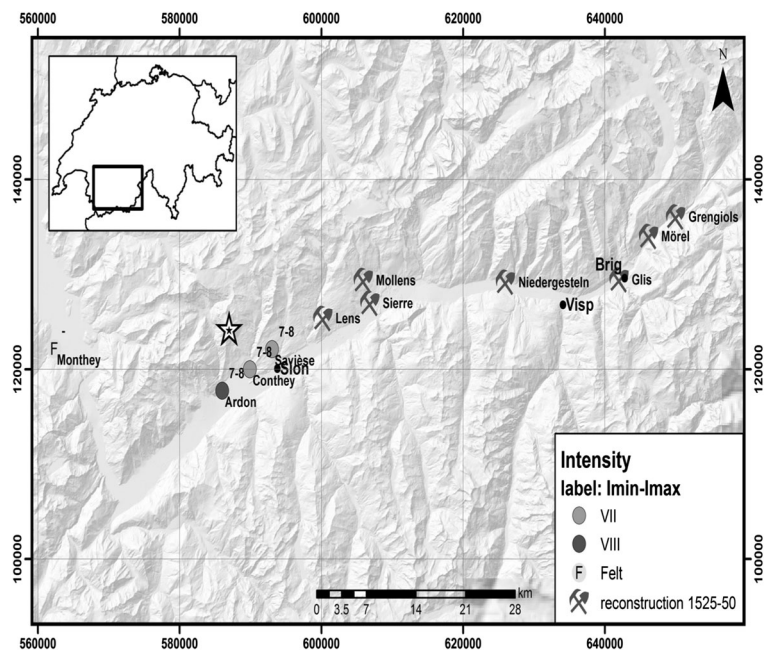 560000 580000 600000 620000 640000
N
140000
140000
Grengiols
Mörel
Brig
Glis
Mollens
Niedergesteln
Sierre
Visp
Lens
7-8
F
Monthey
7-8
Savièse
120000
120000
7-8
Sion
Conthey
Ardon
Intensity
label: Imin-Imax
VII
VIII
F Felt
reconstruction 1525-50
100000
100000
km
0 3.5 7 14 21 28
560000 580000 600000 620000 640000